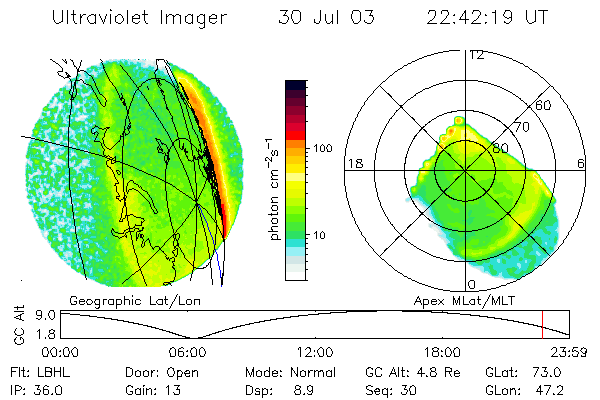 Ultraviolet Imager 30 Jul 03 22:42:19 UT
12
60
70
80
18
6
0
100
10
photon cm⁻²s⁻¹
Geographic Lat/Lon Apex MLat/MLT
GC Alt
9.0
1.8
00:00 06:00 12:00 18:00 23:59
Flt: LBHL Door: Open Mode: Normal GC Alt: 4.8 Re GLat: 73.0
IP: 36.0 Gain: 13 Dsp: 8.9 Seq: 30 GLon: 47.2